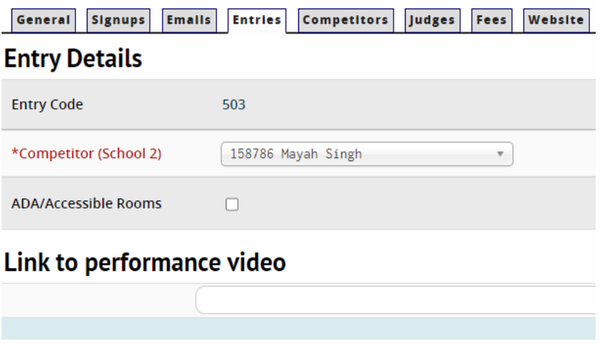 General Signups Emails Entries Competitors Judges Fees Website
Entry Details
Entry Code 503
*Competitor (School 2) 158786 Mayah Singh
ADA/Accessible Rooms
Link to performance video